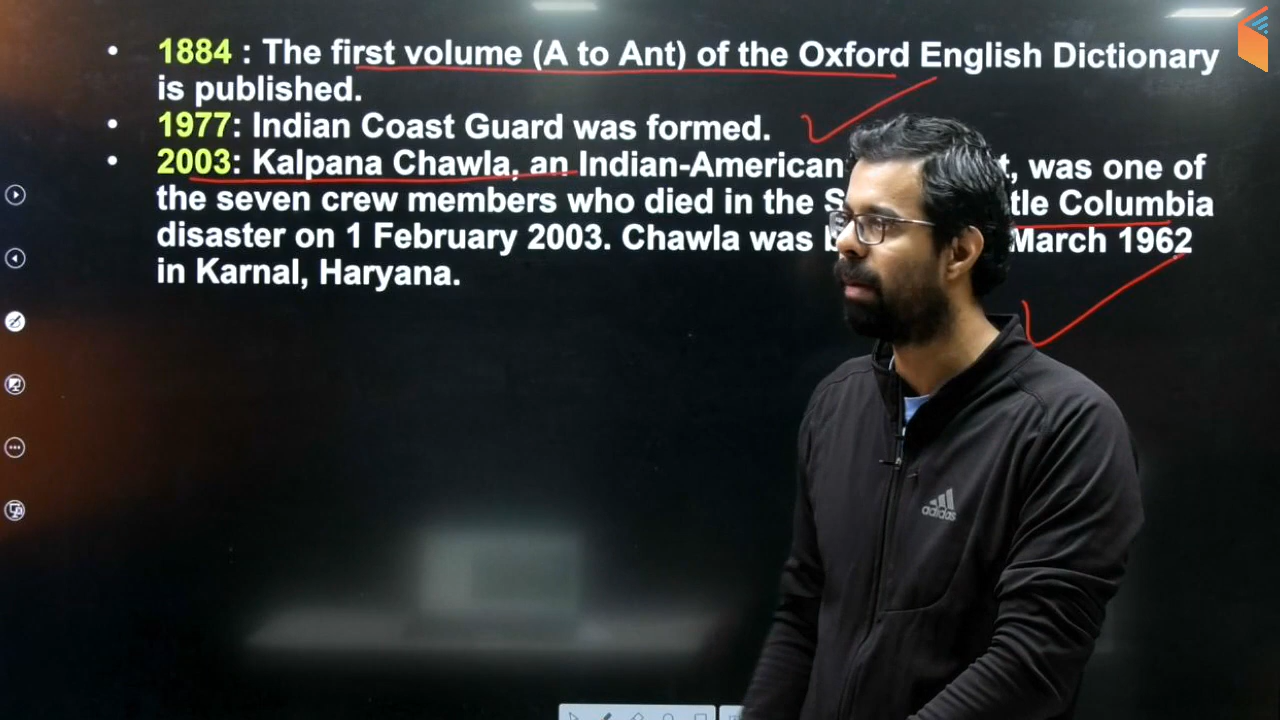 • 1884 : The first volume (A to Ant) of the Oxford English Dictionary
is published.
• 1977: Indian Coast Guard was formed.
• 2003: Kalpana Chawla, an Indian-American t, was one of
the seven crew members who died in the S tle Columbia
disaster on 1 February 2003. Chawla was b March 1962
in Karnal, Haryana.
adidas